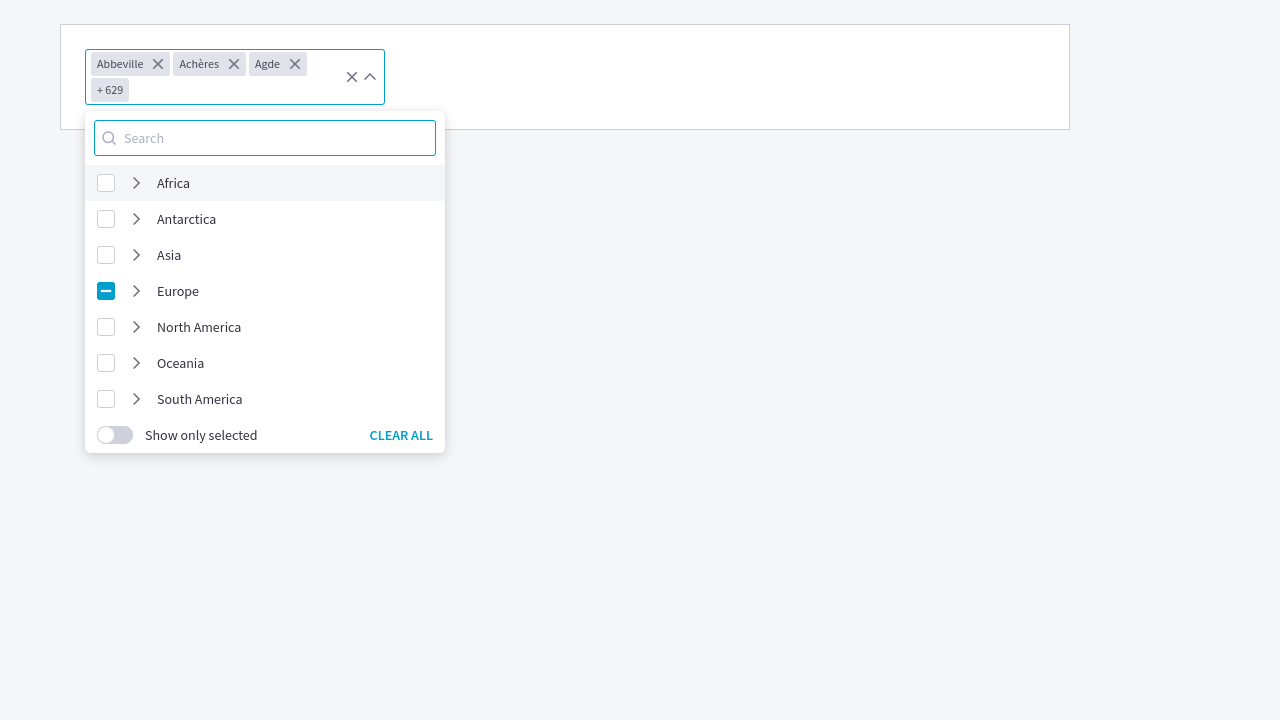 Abbeville Achères Agde
+ 629
Search
Africa
Antarctica
Asia
Europe
North America
Oceania
South America
Show only selected CLEAR ALL